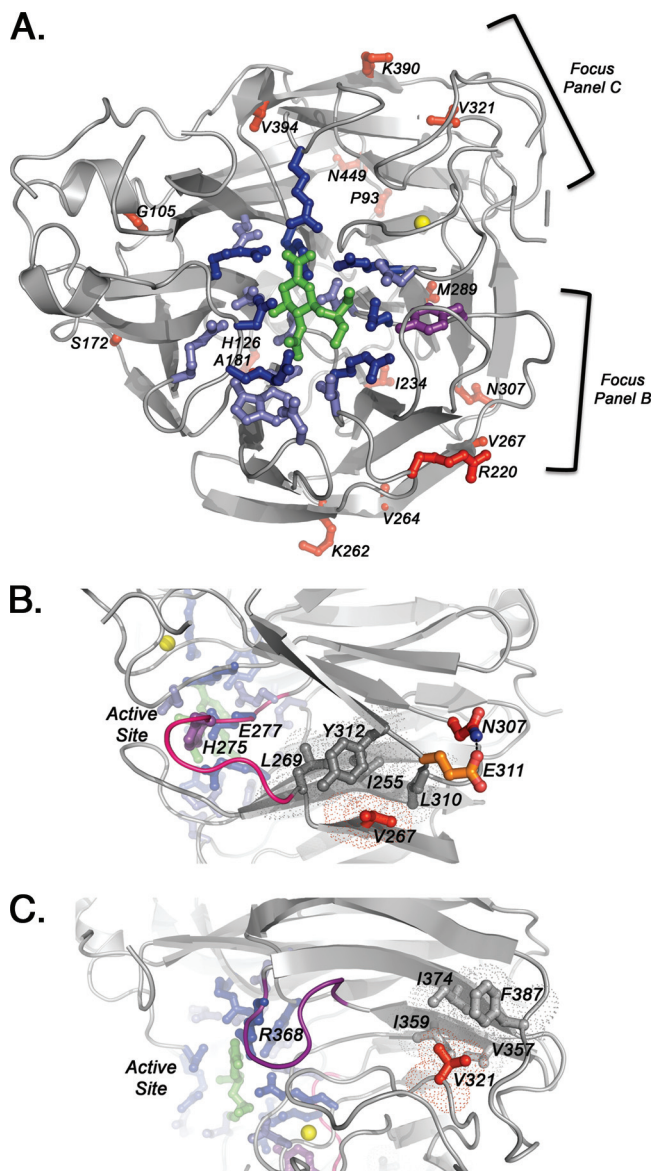 A.
K390
Focus
Panel C
V321
V394
N449
P93
G105
M289
S172
H126
A181
I234
N307
Focus
Panel B
V267
R220
V264
K262
B.
Active
Site
E277
H275
Y312
N307
L269
I255
E311
L310
V267
C.
I374
F387
R368
I359
V357
Active
Site
V321